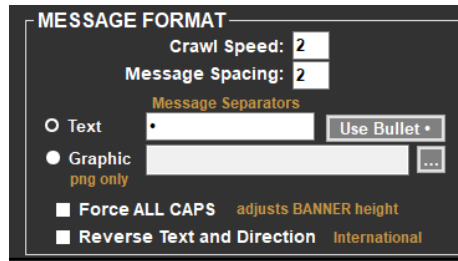 MESSAGE FORMAT
Crawl Speed: 2
Message Spacing: 2
Message Separators
Text • Use Bullet •
Graphic ...
png only
Force ALL CAPS adjusts BANNER height
Reverse Text and Direction International